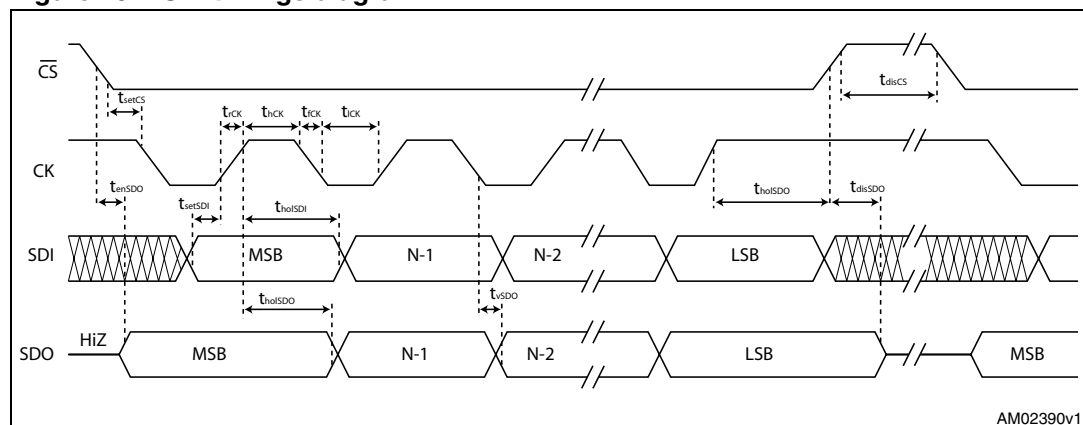 CS
tsetCS
trCK
thCK
tfCK
tlCK
tdisCS
CK
tenSDO
tsetSDI
tholSDI
tholSDO
tdisSDO
SDI
MSB
N-1
N-2
LSB
tholSDO
tvSDO
HiZ
SDO
MSB
N-1
N-2
LSB
MSB
AM02390v1